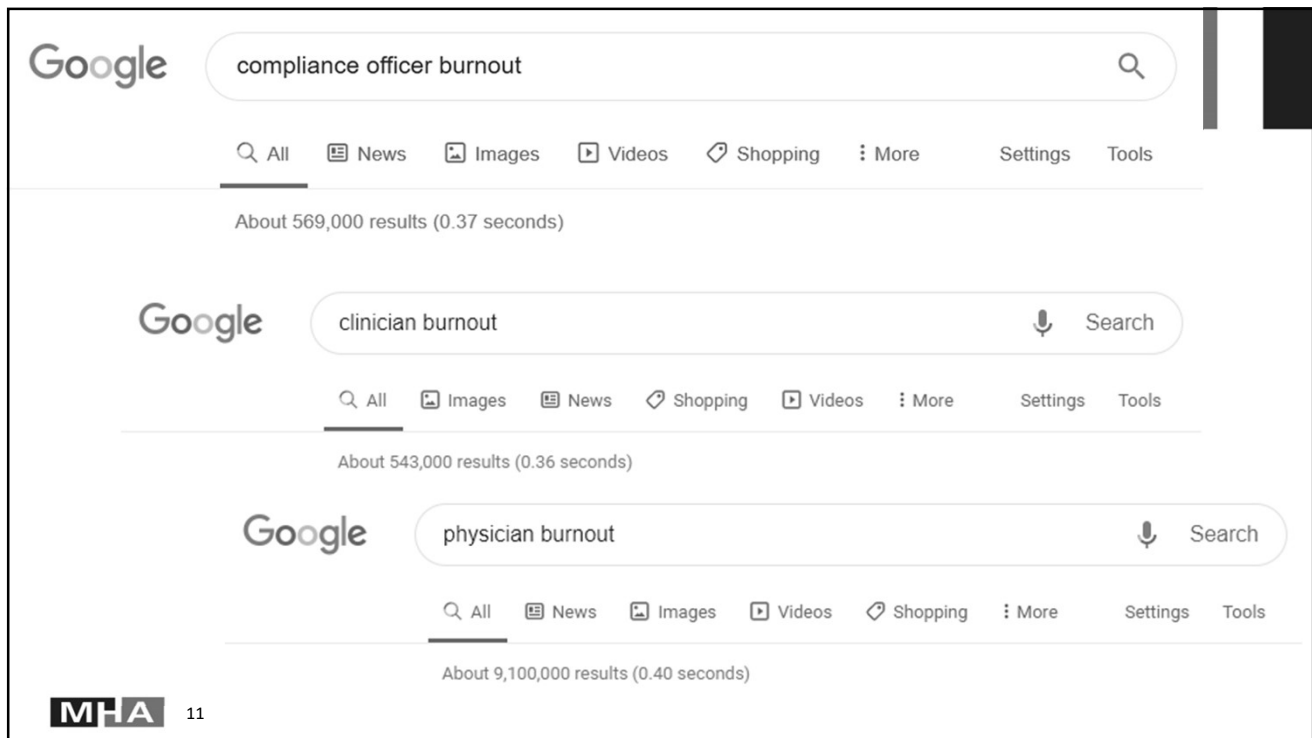 Google compliance officer burnout
All News Images Videos Shopping More Settings Tools
About 569,000 results (0.37 seconds)
Google clinician burnout Search
All Images News Shopping Videos More Settings Tools
About 543,000 results (0.36 seconds)
Google physician burnout Search
All News Images Videos Shopping More Settings Tools
About 9,100,000 results (0.40 seconds)
MHA 11